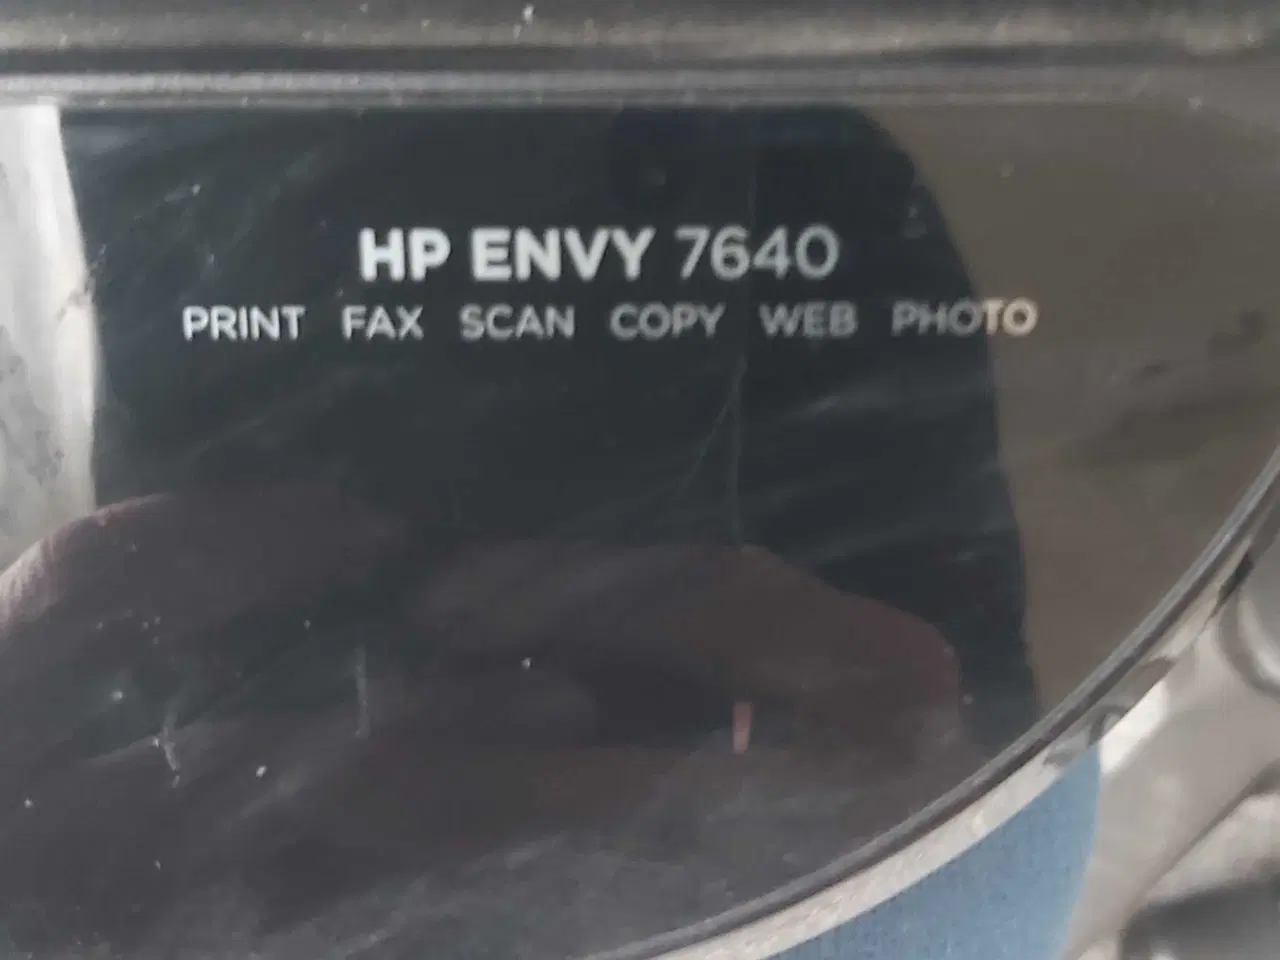 HP ENVY 7640
PRINT FAX SCAN COPY WEB PHOTO